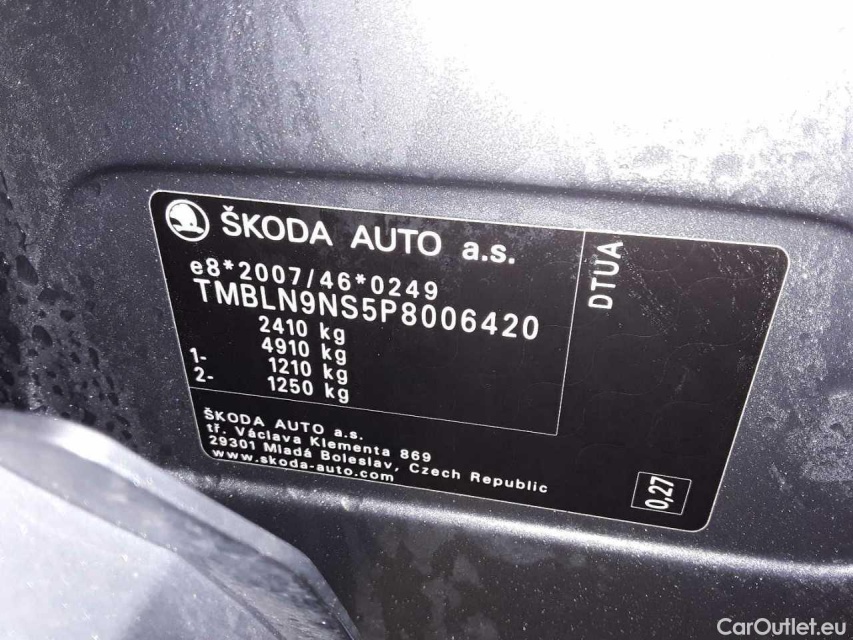 ŠKODA AUTO a.s.
e8*2007/46*0249
TMBLN9NS5P8006420
2410 kg
4910 kg
1- 1210 kg
2- 1250 kg
DTUA
ŠKODA AUTO a.s.
tř. Václava Klementa 869
29301 Mladá Boleslav, Czech Republic
www.skoda-auto.com
0,27
CarOutlet.eu